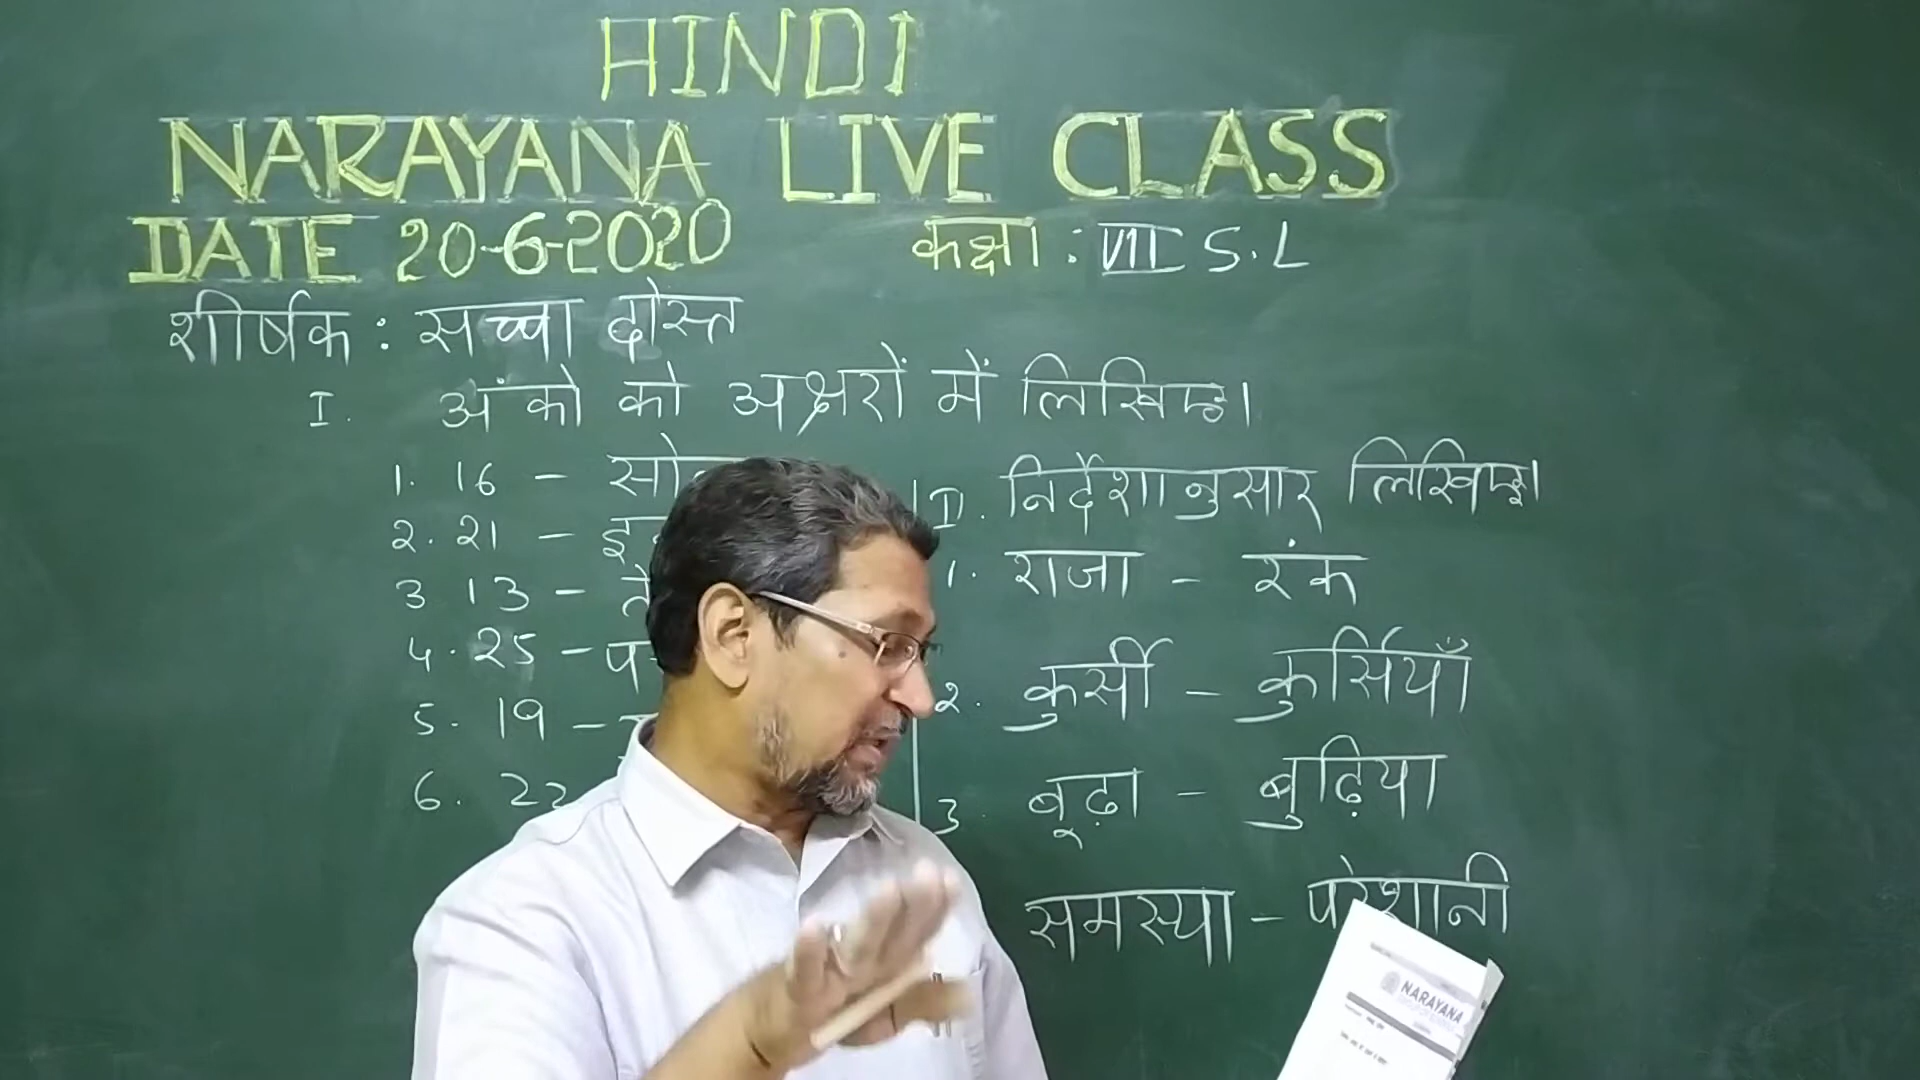 HINDI
NARAYANA LIVE CLASS
DATE 20-6-2020 कक्षा : VII S.L
शीर्षक : सच्चा दोस्त
I. अंको को अक्षरों में लिखिए।
1. 16 -
2. 21 -
3 13 -
4. 25 -
5. 19 -
6. 22
II. निर्देशानुसार लिखिए।
1. राजा - रंक
2. कुर्सी - कुर्सियाँ
3. बूढ़ा - बुढ़िया
समस्या - परेशानी
NARAYANA